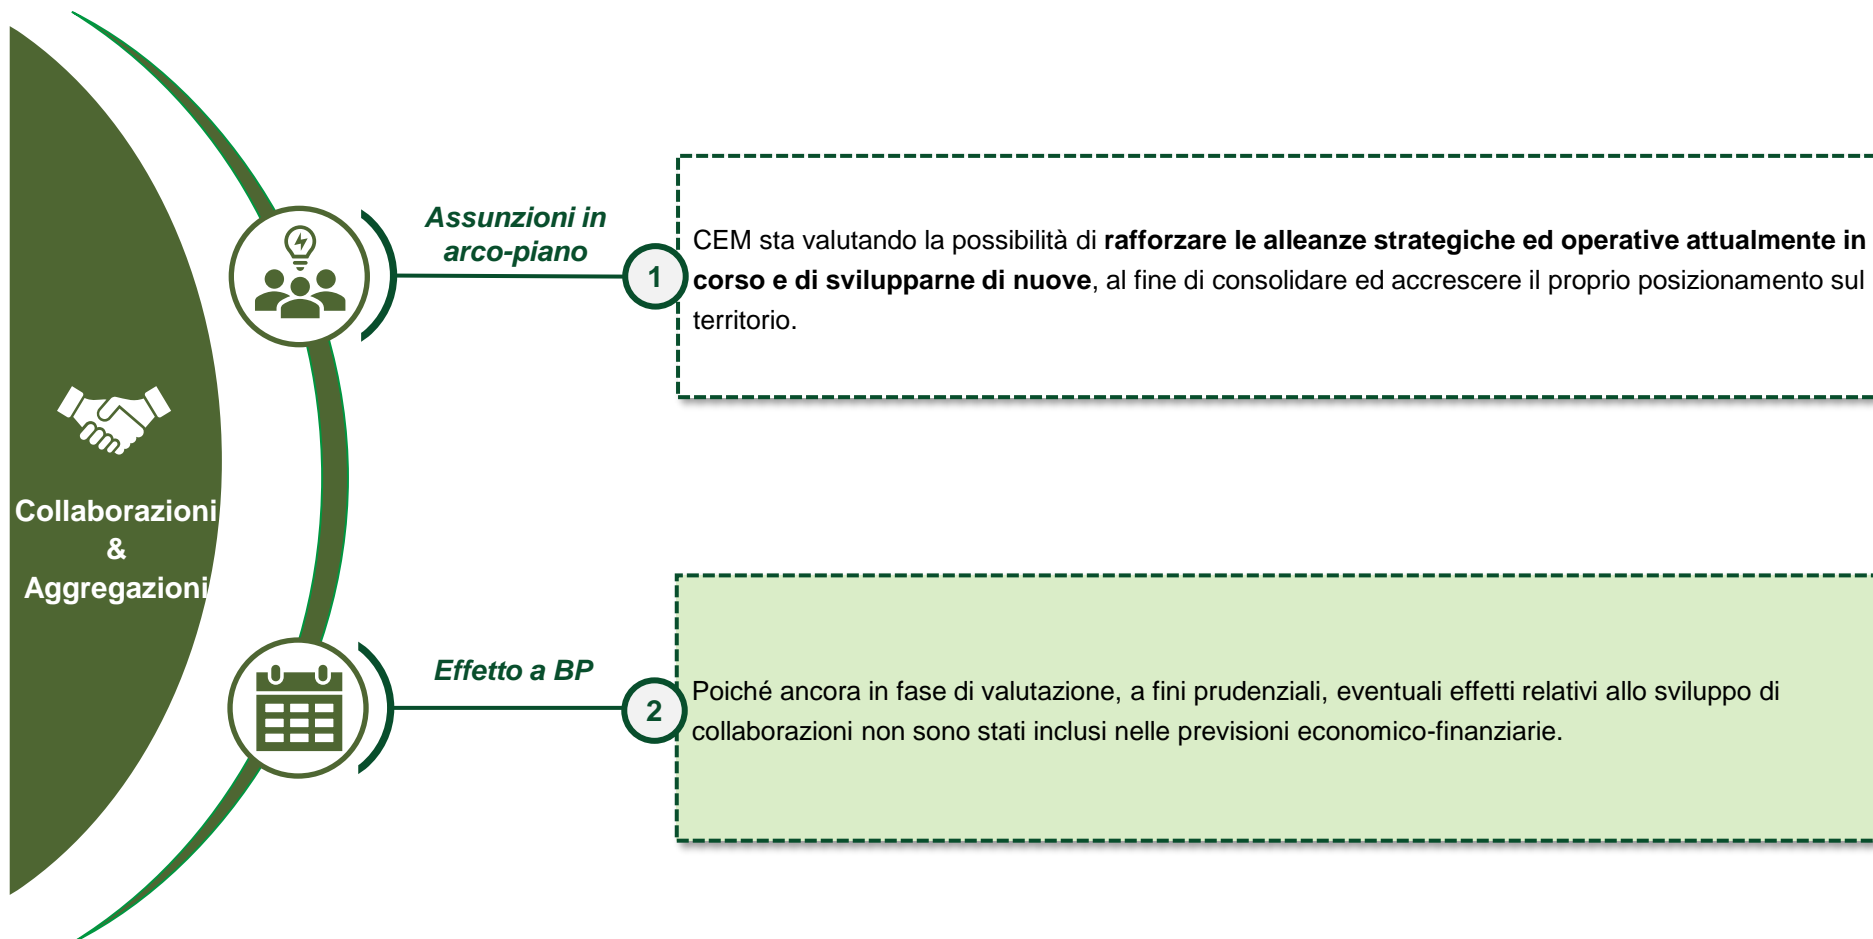 Collaborazioni
&
Aggregazioni
Assunzioni in
arco-piano
1
CEM sta valutando la possibilità di rafforzare le alleanze strategiche ed operative attualmente in
corso e di svilupparne di nuove, al fine di consolidare ed accrescere il proprio posizionamento sul
territorio.
Effetto a BP
2
Poiché ancora in fase di valutazione, a fini prudenziali, eventuali effetti relativi allo sviluppo di
collaborazioni non sono stati inclusi nelle previsioni economico-finanziarie.